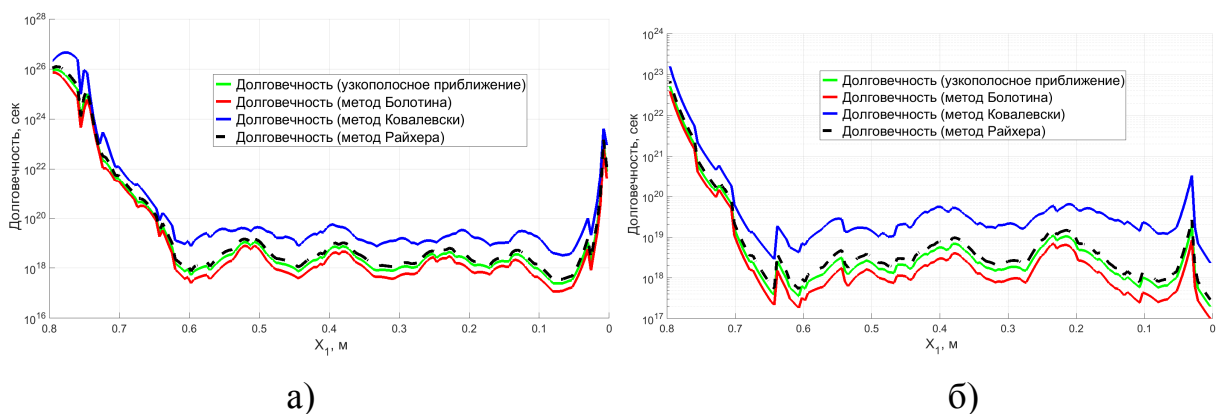 10^28
10^26
10^24
10^22
10^20
10^18
10^16
Долговечность, сек
Долговечность (узкополосное приближение)
Долговечность (метод Болотина)
Долговечность (метод Ковалевски)
Долговечность (метод Райхера)
0.8 0.7 0.6 0.5 0.4 0.3 0.2 0.1 0
X_1, м
а)
10^24
10^23
10^22
10^21
10^20
10^19
10^18
10^17
Долговечность, сек
Долговечность (узкополосное приближение)
Долговечность (метод Болотина)
Долговечность (метод Ковалевски)
Долговечность (метод Райхера)
0.8 0.7 0.6 0.5 0.4 0.3 0.2 0.1 0
X_1, м
б)